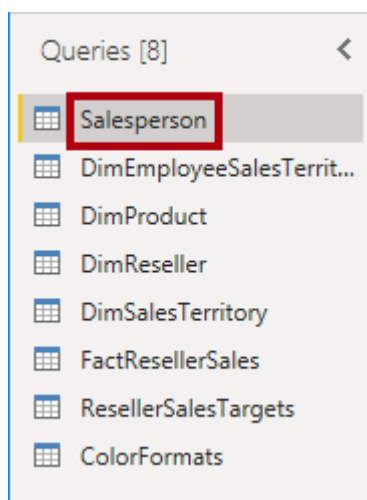 Queries [8]
Salesperson
DimEmployeeSalesTerrit...
DimProduct
DimReseller
DimSalesTerritory
FactResellerSales
ResellerSalesTargets
ColorFormats